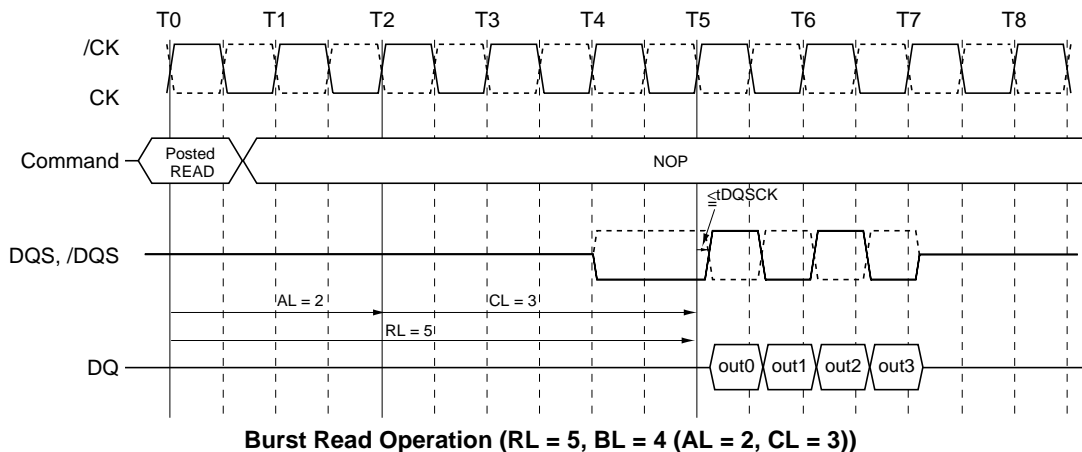 T0 T1 T2 T3 T4 T5 T6 T7 T8
/CK
CK
Command
Posted
READ
NOP
≦tDQSCK
DQS, /DQS
AL = 2
CL = 3
RL = 5
DQ
out0 out1 out2 out3
Burst Read Operation (RL = 5, BL = 4 (AL = 2, CL = 3))